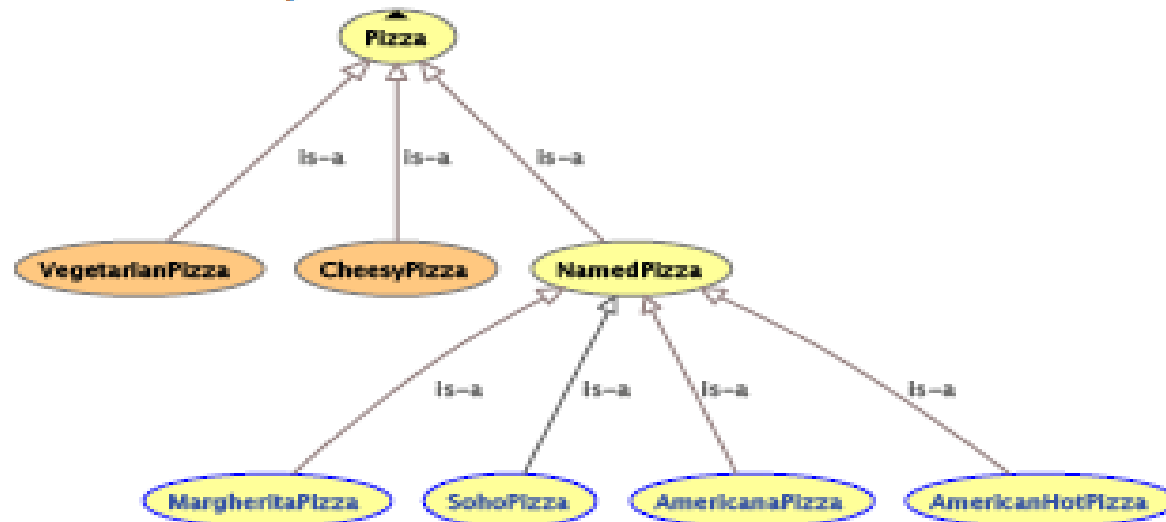 Pizza
is-a
is-a
is-a
VegetarianPizza
CheesyPizza
NamedPizza
is-a
is-a
is-a
is-a
MargheritaPizza
SohoPizza
AmericanaPizza
AmericanHotPizza